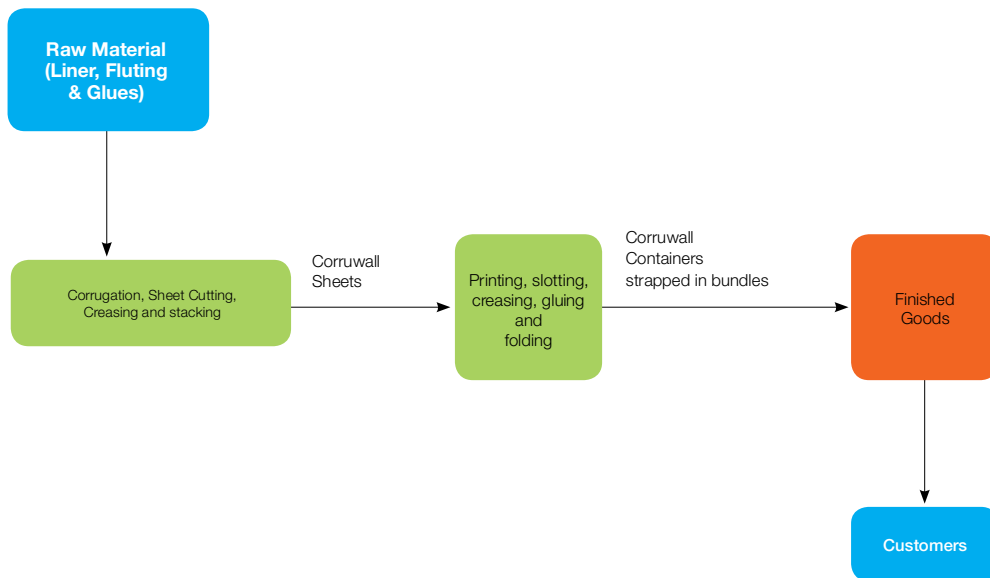 Raw Material
(Liner, Fluting
& Glues)
Corrugation, Sheet Cutting,
Creasing and stacking
Corruwall
Sheets
Printing, slotting,
creasing, gluing
and
folding
Corruwall
Containers
strapped in bundles
Finished
Goods
Customers